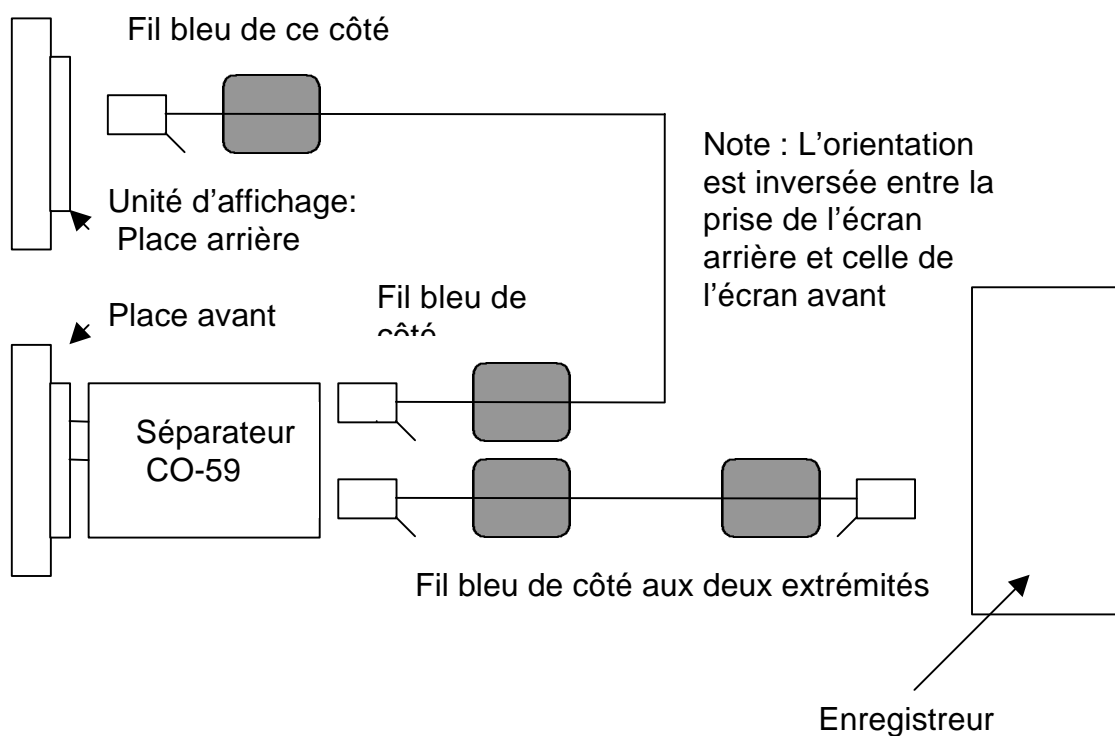 Fil bleu de ce côté
Unité d’affichage:
Place arrière
Note : L’orientation
est inversée entre la
prise de l’écran
arrière et celle de
l’écran avant
Place avant
Fil bleu de
côté
Séparateur
CO-59
Fil bleu de côté aux deux extrémités
Enregistreur